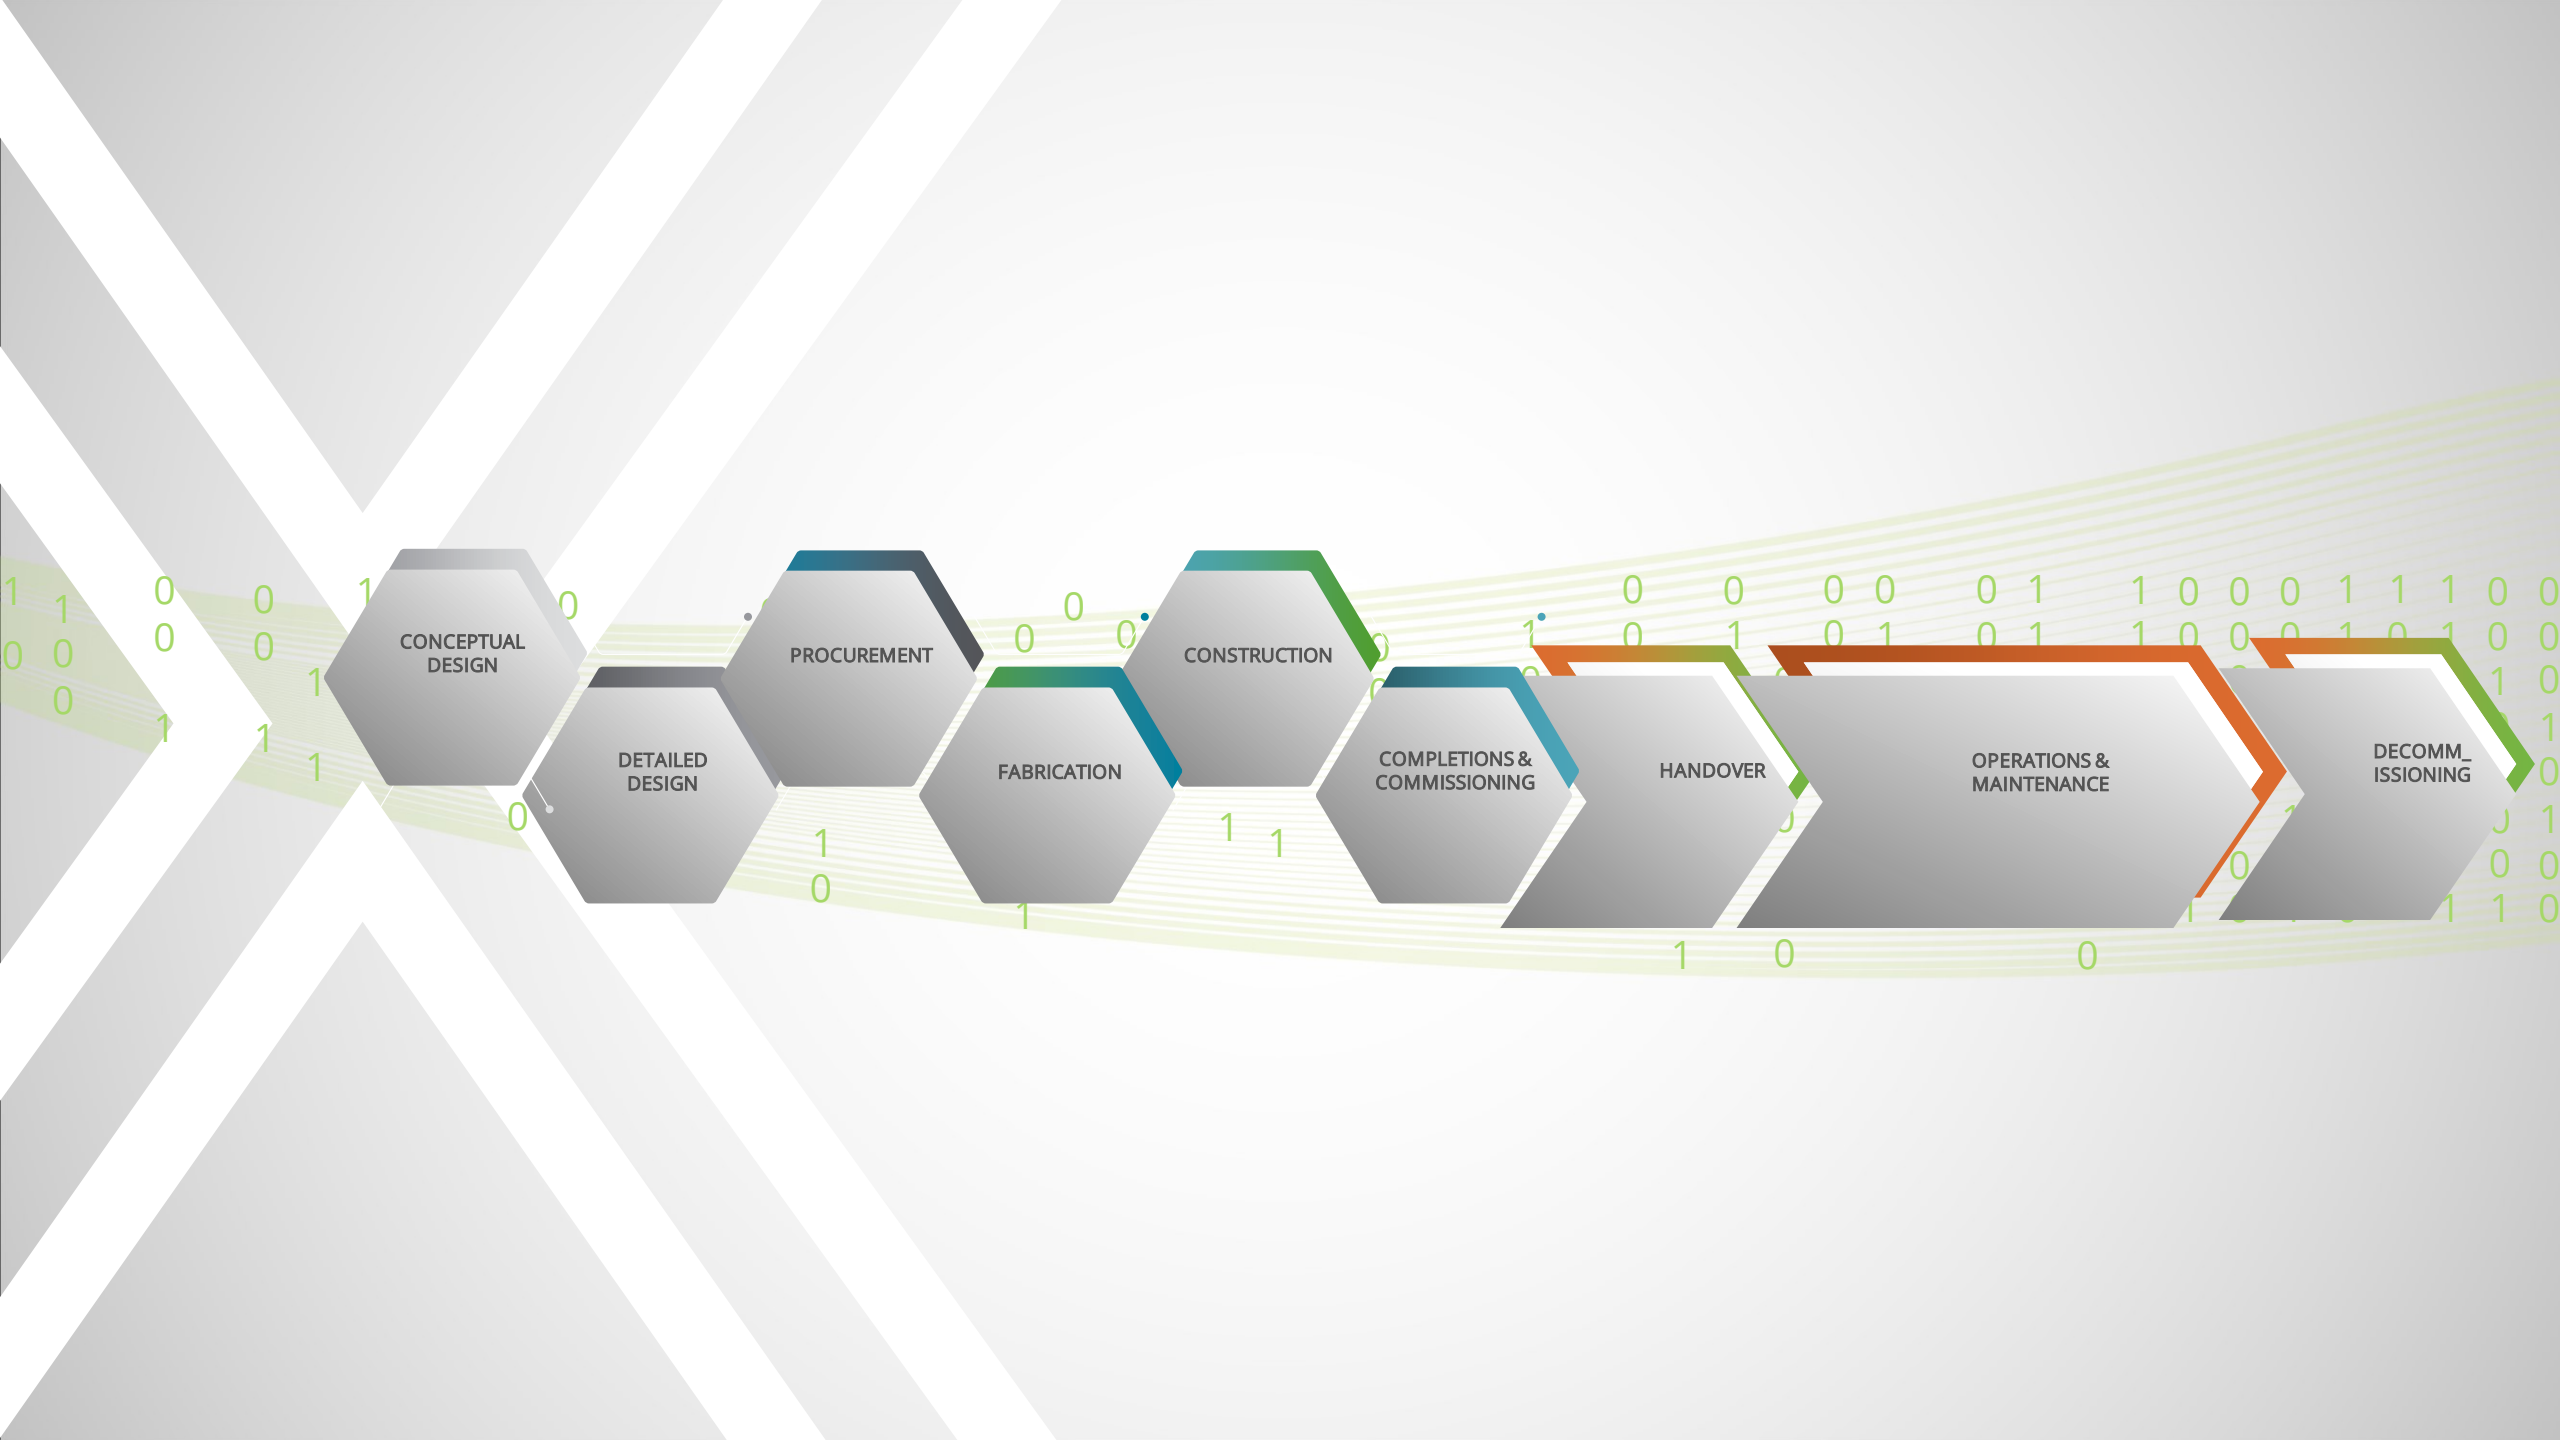 CONCEPTUAL
DESIGN
DETAILED
DESIGN
PROCUREMENT
FABRICATION
CONSTRUCTION
COMPLETIONS &
COMMISSIONING
HANDOVER
OPERATIONS &
MAINTENANCE
DECOMM_
ISSIONING